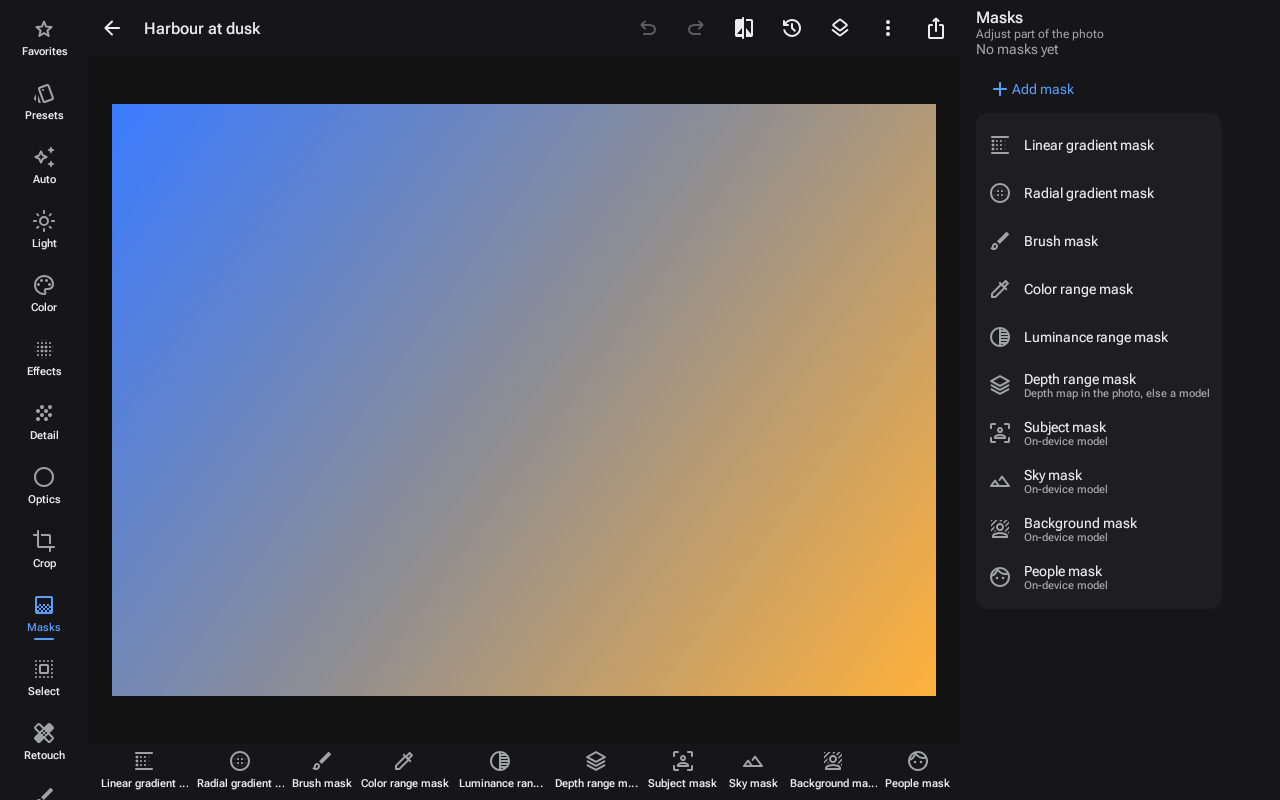 Favorites
Presets
Auto
Light
Color
Effects
Detail
Optics
Crop
Masks
Select
Retouch
Harbour at dusk
Linear gradient ...
Radial gradient ...
Brush mask
Color range mask
Luminance ran...
Depth range m...
Subject mask
Sky mask
Background ma...
People mask
Masks
Adjust part of the photo
No masks yet
Add mask
Linear gradient mask
Radial gradient mask
Brush mask
Color range mask
Luminance range mask
Depth range mask
Depth map in the photo, else a model
Subject mask
On-device model
Sky mask
On-device model
Background mask
On-device model
People mask
On-device model